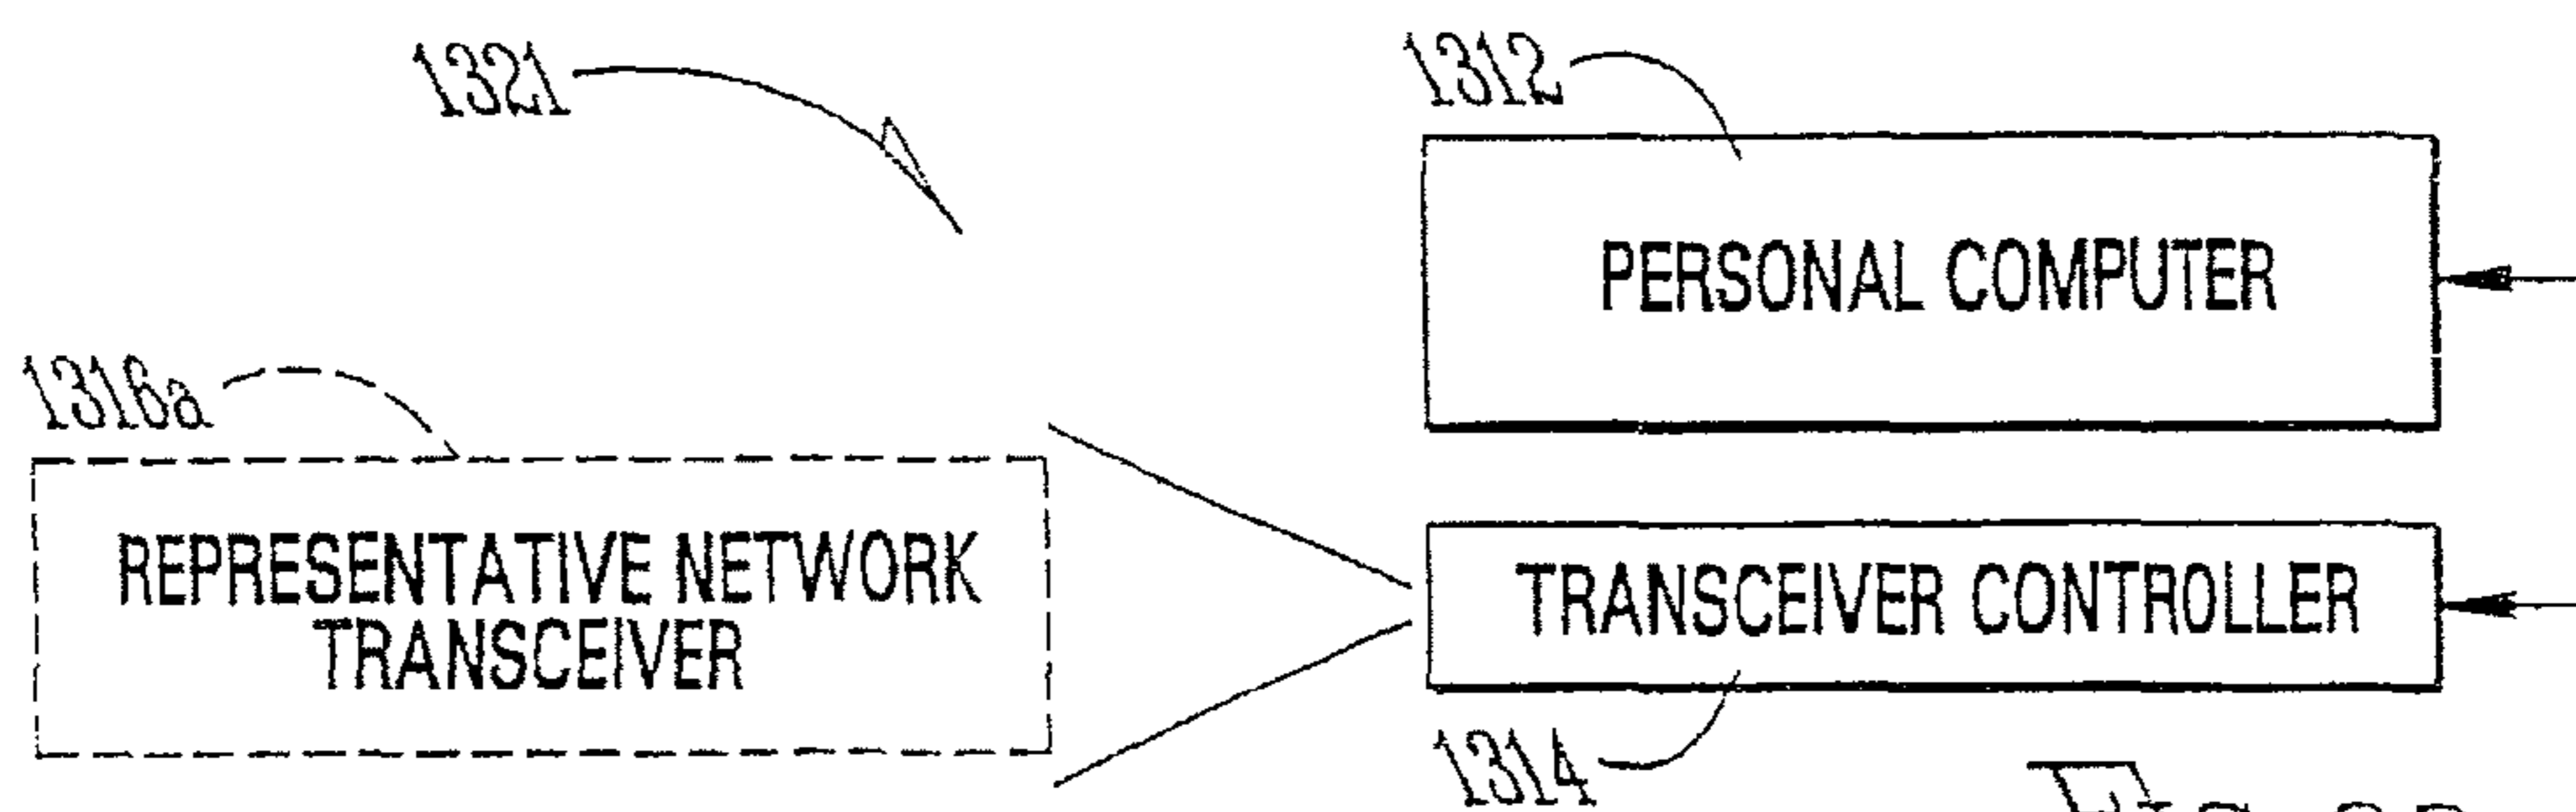 1321
1312
PERSONAL COMPUTER
1316a
REPRESENTATIVE NETWORK
TRANSCEIVER
TRANSCEIVER CONTROLLER
1314